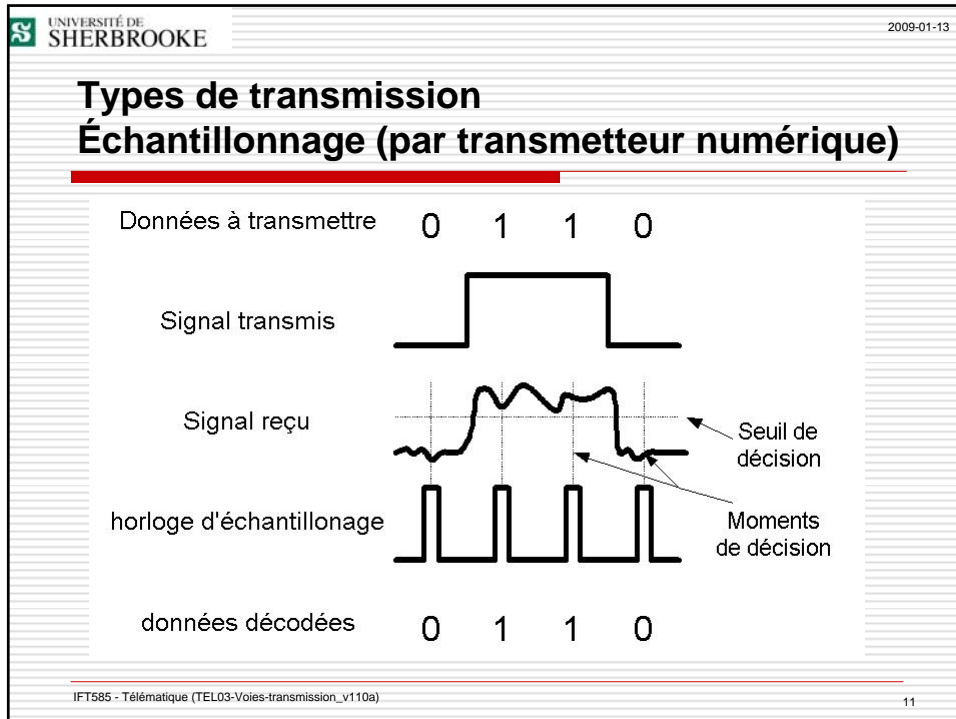 UNIVERSITÉ DE
SHERBROOKE
2009-01-13
Types de transmission
Échantillonnage (par transmetteur numérique)
Données à transmettre 0 1 1 0
Signal transmis
Signal reçu
Seuil de
décision
horloge d'échantillonage
Moments
de décision
données décodées 0 1 1 0
IFT585 - Télématique (TEL03-Voies-transmission_v110a)
11